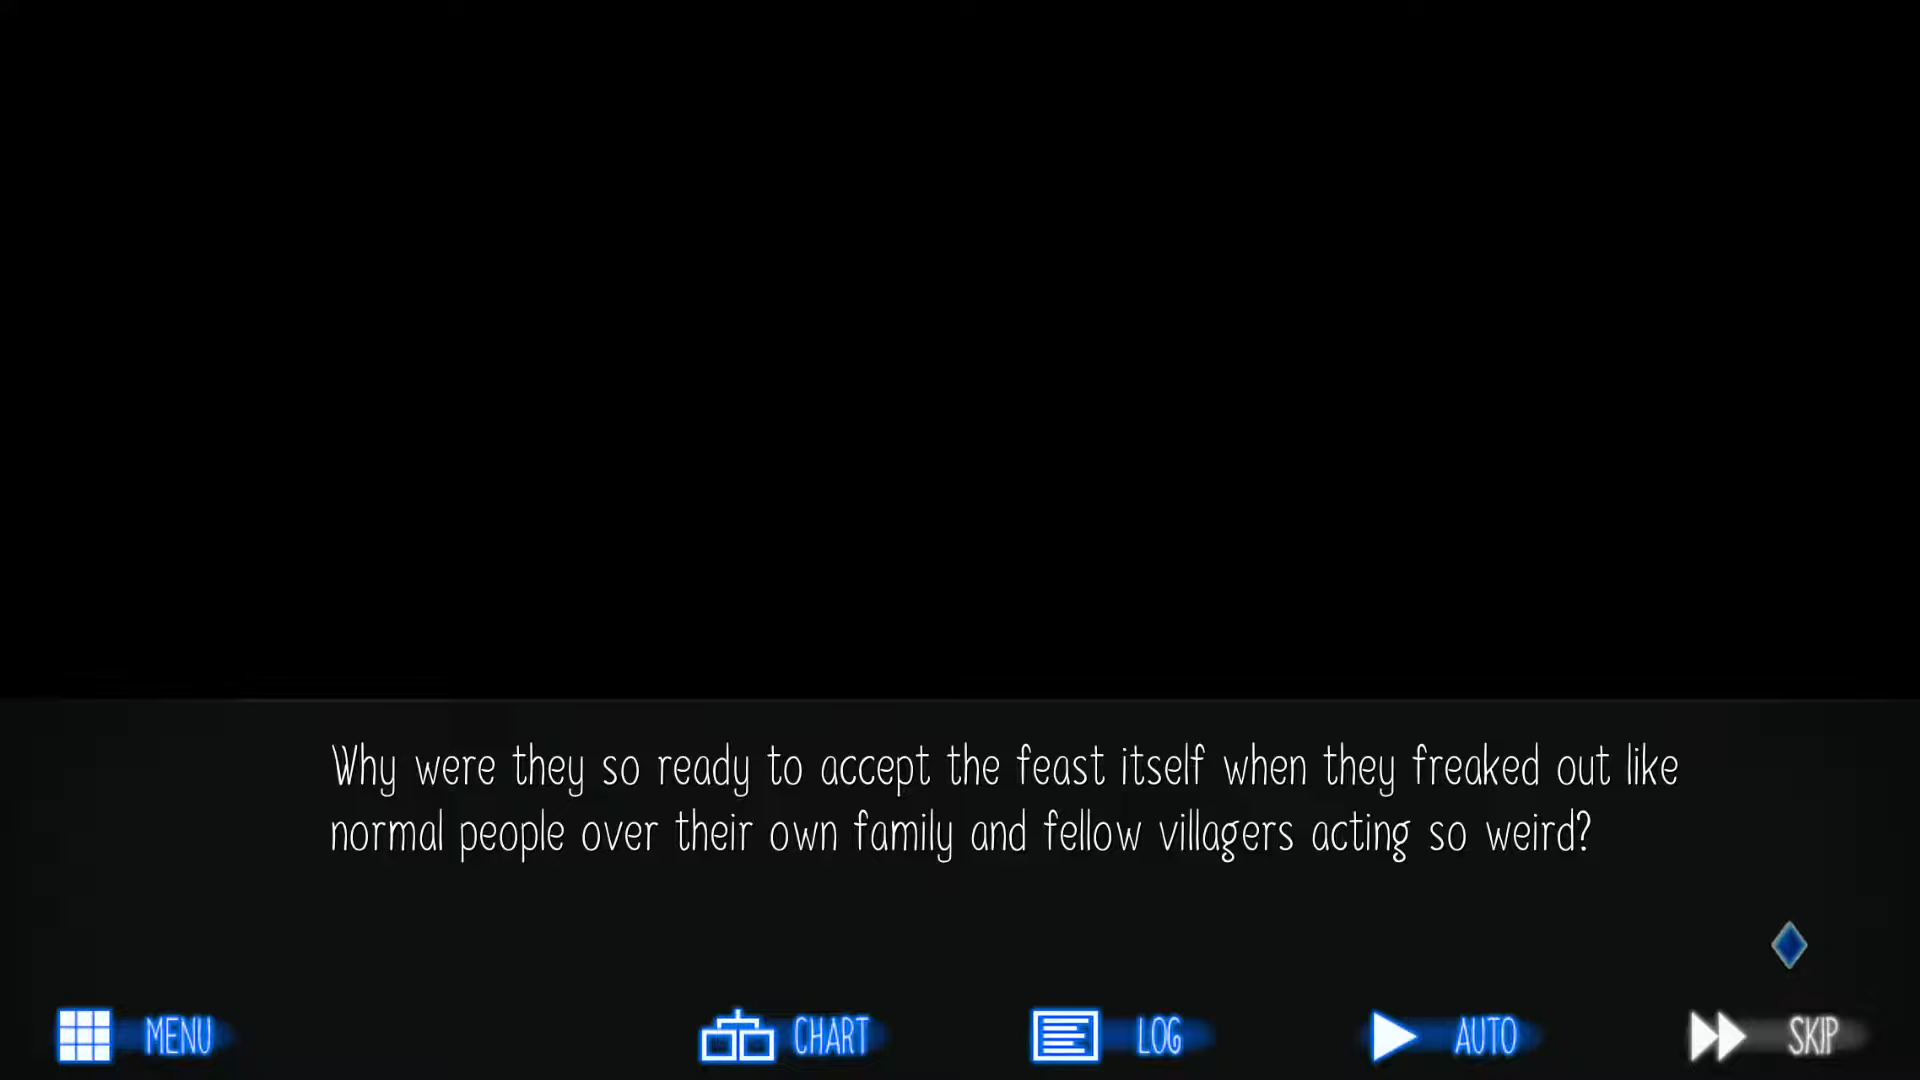 Why were they so ready to accept the feast itself when they freaked out like
normal people over their own family and fellow villagers acting so weird?
MENU
CHART
LOG
AUTO
SKIP